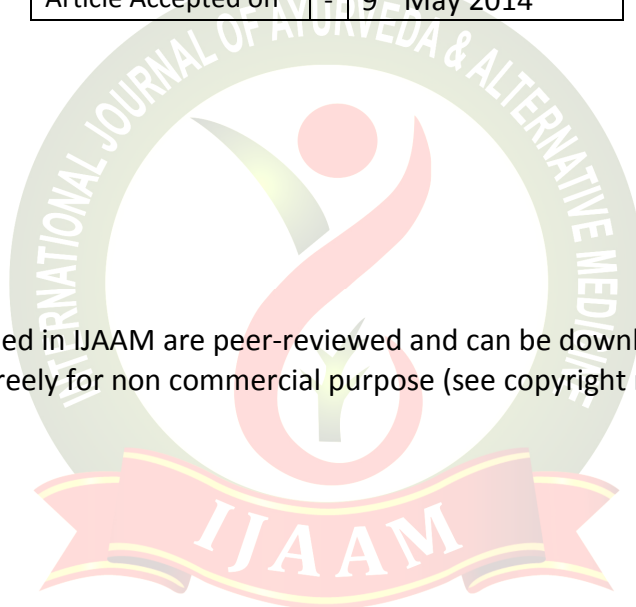 Article Accepted on - 9 May 2014
INTERNATIONAL JOURNAL OF AYURVEDA & ALTERNATIVE MEDICINE
ed in IJAAM are peer-reviewed and can be downl
reely for non commercial purpose (see copyright
IJAAM